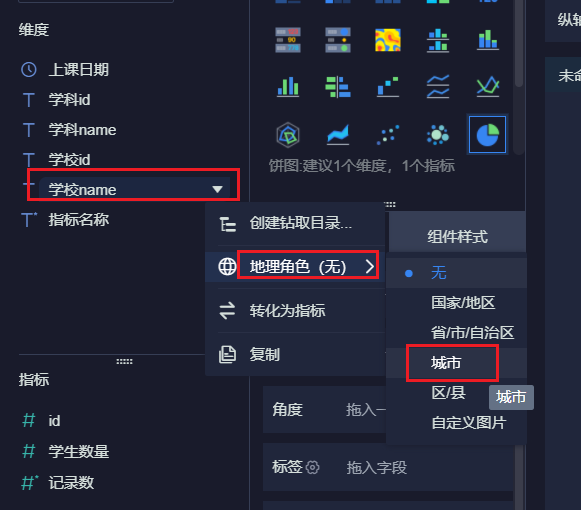 维度
上课日期
学科id
学科name
学校id
学校name
指标名称
饼图:建议1个维度，1个指标
创建钻取目录...
地理角色（无）
转化为指标
复制
组件样式
无
国家/地区
省/市/自治区
城市
区/县
自定义图片
城市
指标
id
学生数量
记录数
角度
拖入一
标签
拖入字段
纵轴
未命